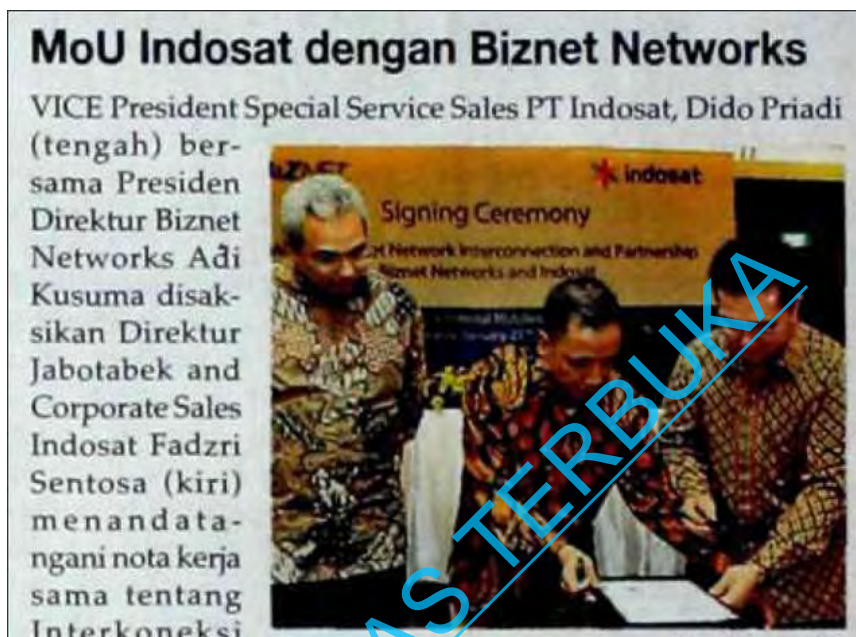 MoU Indosat dengan Biznet Networks
VICE President Special Service Sales PT Indosat, Dido Priadi
(tengah) ber-
sama Presiden
Direktur Biznet
Networks Adi
Kusuma disak-
sikan Direktur
Jabotabek and
Corporate Sales
Indosat Fadzri
Sentosa (kiri)
menandata-
ngani nota kerja
sama tentang
Interkoneksi
indosat
Signing Ceremony
Network Interconnection and Partnership
Biznet Networks and Indosat
AS TERBUKA